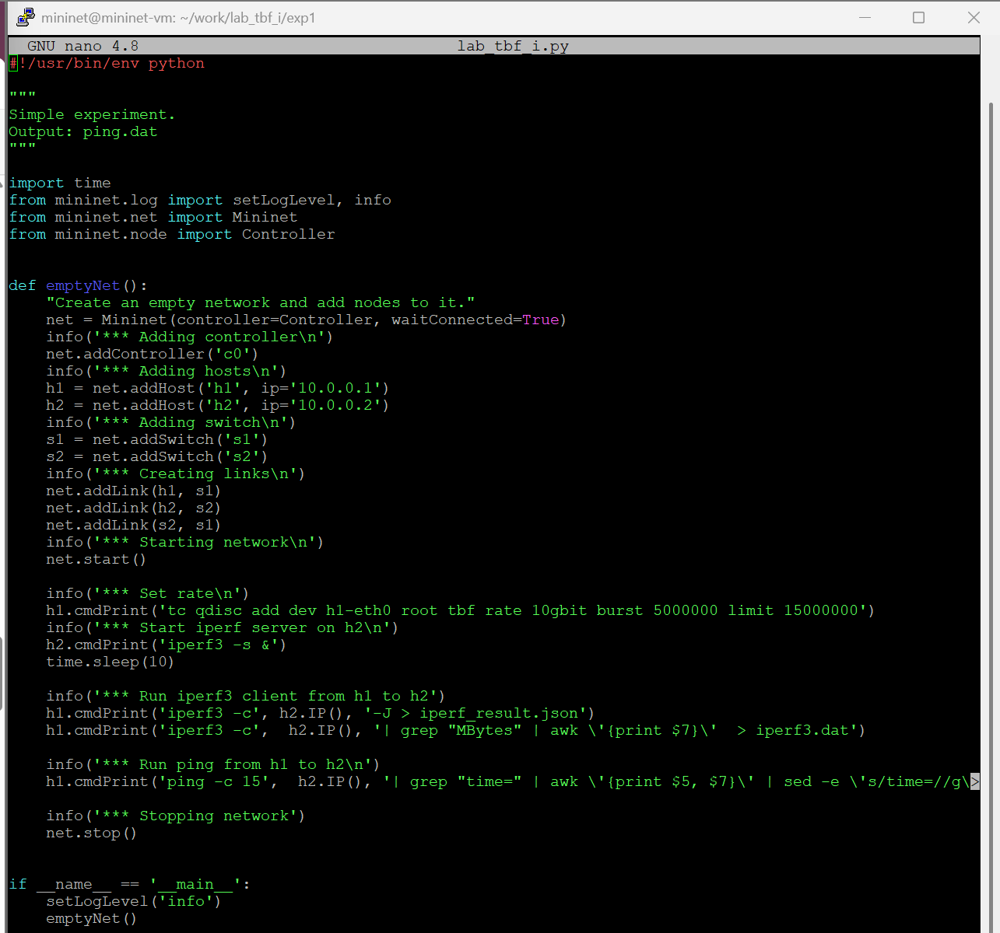 mininet@mininet-vm: ~/work/lab_tbf_i/exp1
GNU nano 4.8 lab_tbf_i.py
#!/usr/bin/env python
"""
Simple experiment.
Output: ping.dat
"""
import time
from mininet.log import setLogLevel, info
from mininet.net import Mininet
from mininet.node import Controller
def emptyNet():
    "Create an empty network and add nodes to it."
    net = Mininet(controller=Controller, waitConnected=True)
    info('*** Adding controller\n')
    net.addController('c0')
    info('*** Adding hosts\n')
    h1 = net.addHost('h1', ip='10.0.0.1')
    h2 = net.addHost('h2', ip='10.0.0.2')
    info('*** Adding switch\n')
    s1 = net.addSwitch('s1')
    s2 = net.addSwitch('s2')
    info('*** Creating links\n')
    net.addLink(h1, s1)
    net.addLink(h2, s2)
    net.addLink(s2, s1)
    info('*** Starting network\n')
    net.start()
    info('*** Set rate\n')
    h1.cmdPrint('tc qdisc add dev h1-eth0 root tbf rate 10gbit burst 5000000 limit 15000000')
    info('*** Start iperf server on h2\n')
    h2.cmdPrint('iperf3 -s &')
    time.sleep(10)
    info('*** Run iperf3 client from h1 to h2')
    h1.cmdPrint('iperf3 -c', h2.IP(), '-J > iperf_result.json')
    h1.cmdPrint('iperf3 -c',  h2.IP(), '| grep "MBytes" | awk \'{print $7}\'  > iperf3.dat')
    info('*** Run ping from h1 to h2\n')
    h1.cmdPrint('ping -c 15',  h2.IP(), '| grep "time=" | awk \'{print $5, $7}\' | sed -e \'s/time=//g\>
    info('*** Stopping network')
    net.stop()
if __name__ == '__main__':
    setLogLevel('info')
    emptyNet()